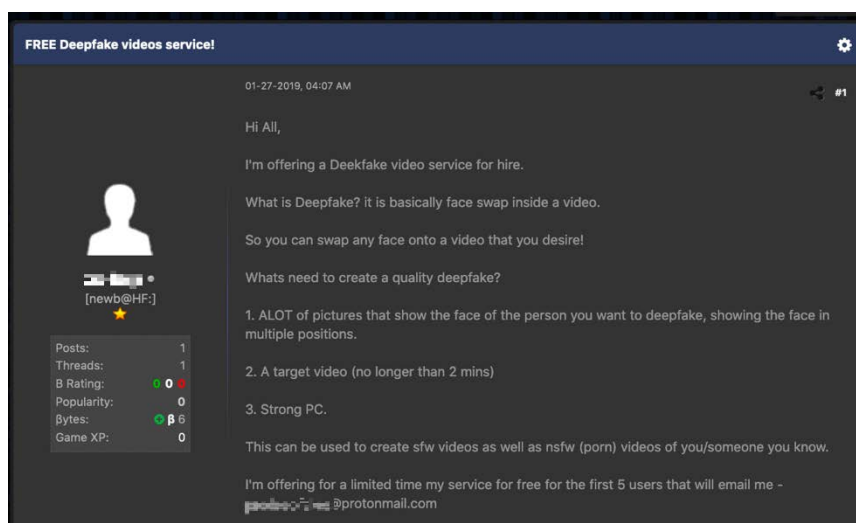 FREE Deepfake videos service!
01-27-2019, 04:07 AM
#1
Hi All,
I'm offering a Deekfake video service for hire.
What is Deepfake? it is basically face swap inside a video.
So you can swap any face onto a video that you desire!
Whats need to create a quality deepfake?
[newb@HF:]
1. ALOT of pictures that show the face of the person you want to deepfake, showing the face in
multiple positions.
Posts: 1
Threads: 1
B Rating: 0 0 0
Popularity: 0
Bytes: β 6
Game XP: 0
2. A target video (no longer than 2 mins)
3. Strong PC.
This can be used to create sfw videos as well as nsfw (porn) videos of you/someone you know.
I'm offering for a limited time my service for free for the first 5 users that will email me -
@protonmail.com